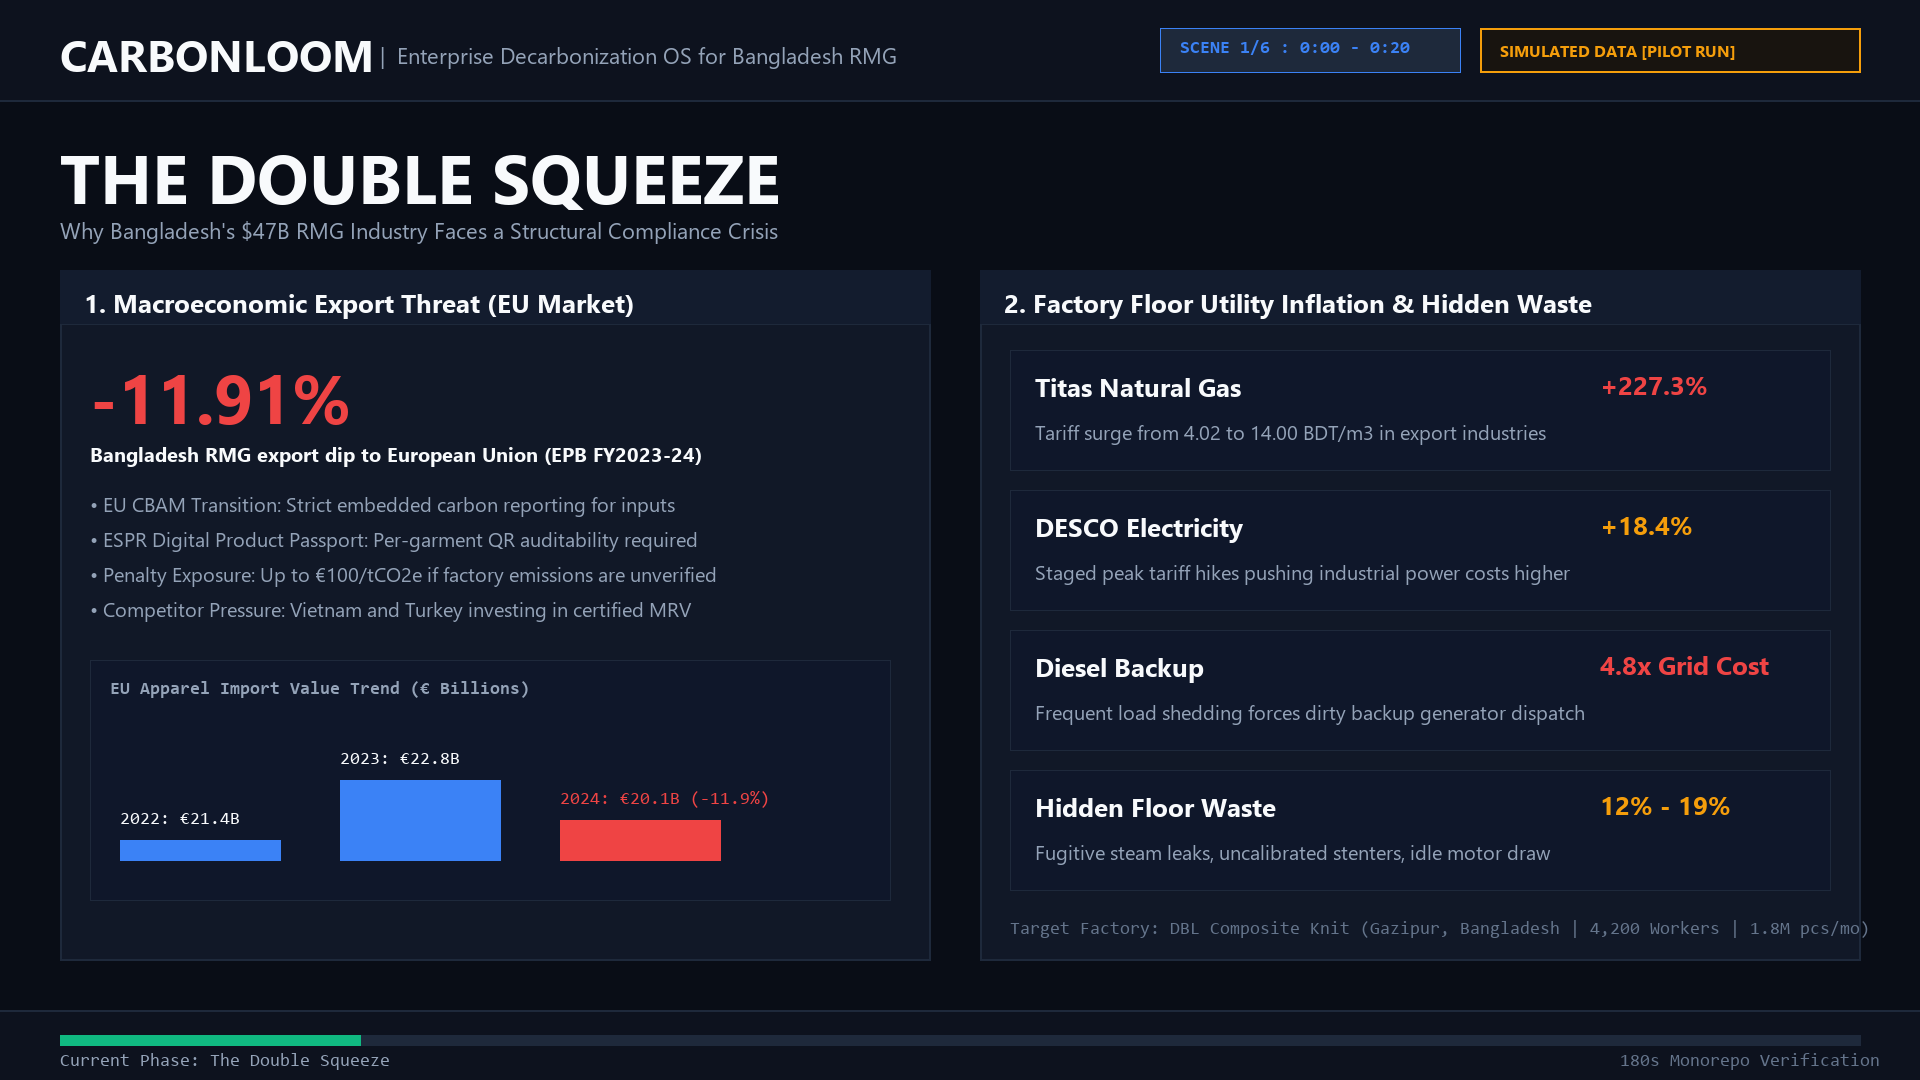 CARBONLOOM | Enterprise Decarbonization OS for Bangladesh RMG
SCENE 1/6 : 0:00 - 0:20
SIMULATED DATA [PILOT RUN]
THE DOUBLE SQUEEZE
Why Bangladesh's $47B RMG Industry Faces a Structural Compliance Crisis
1. Macroeconomic Export Threat (EU Market)
-11.91%
Bangladesh RMG export dip to European Union (EPB FY2023-24)
• EU CBAM Transition: Strict embedded carbon reporting for inputs
• ESPR Digital Product Passport: Per-garment QR auditability required
• Penalty Exposure: Up to €100/tCO2e if factory emissions are unverified
• Competitor Pressure: Vietnam and Turkey investing in certified MRV
EU Apparel Import Value Trend (€ Billions)
2022: €21.4B
2023: €22.8B
2024: €20.1B (-11.9%)
2. Factory Floor Utility Inflation & Hidden Waste
Titas Natural Gas
+227.3%
Tariff surge from 4.02 to 14.00 BDT/m3 in export industries
DESCO Electricity
+18.4%
Staged peak tariff hikes pushing industrial power costs higher
Diesel Backup
4.8x Grid Cost
Frequent load shedding forces dirty backup generator dispatch
Hidden Floor Waste
12% - 19%
Fugitive steam leaks, uncalibrated stenters, idle motor draw
Target Factory: DBL Composite Knit (Gazipur, Bangladesh | 4,200 Workers | 1.8M pcs/mo)
Current Phase: The Double Squeeze
180s Monorepo Verification